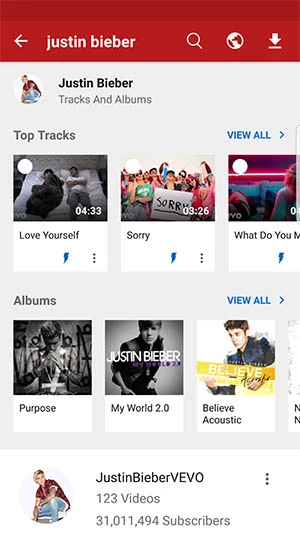 justin bieber
Justin Bieber
Tracks And Albums
Top Tracks
VIEW ALL
04:33
SORRY
03:26
Love Yourself
Sorry
What Do You M
Albums
VIEW ALL
JUSTIN BIEBER
MY WORLD 2.0
BELIEVE
Acoustic
Purpose
My World 2.0
Believe
Acoustic
N
N
JustinBieberVEVO
123 Videos
31,011,494 Subscribers